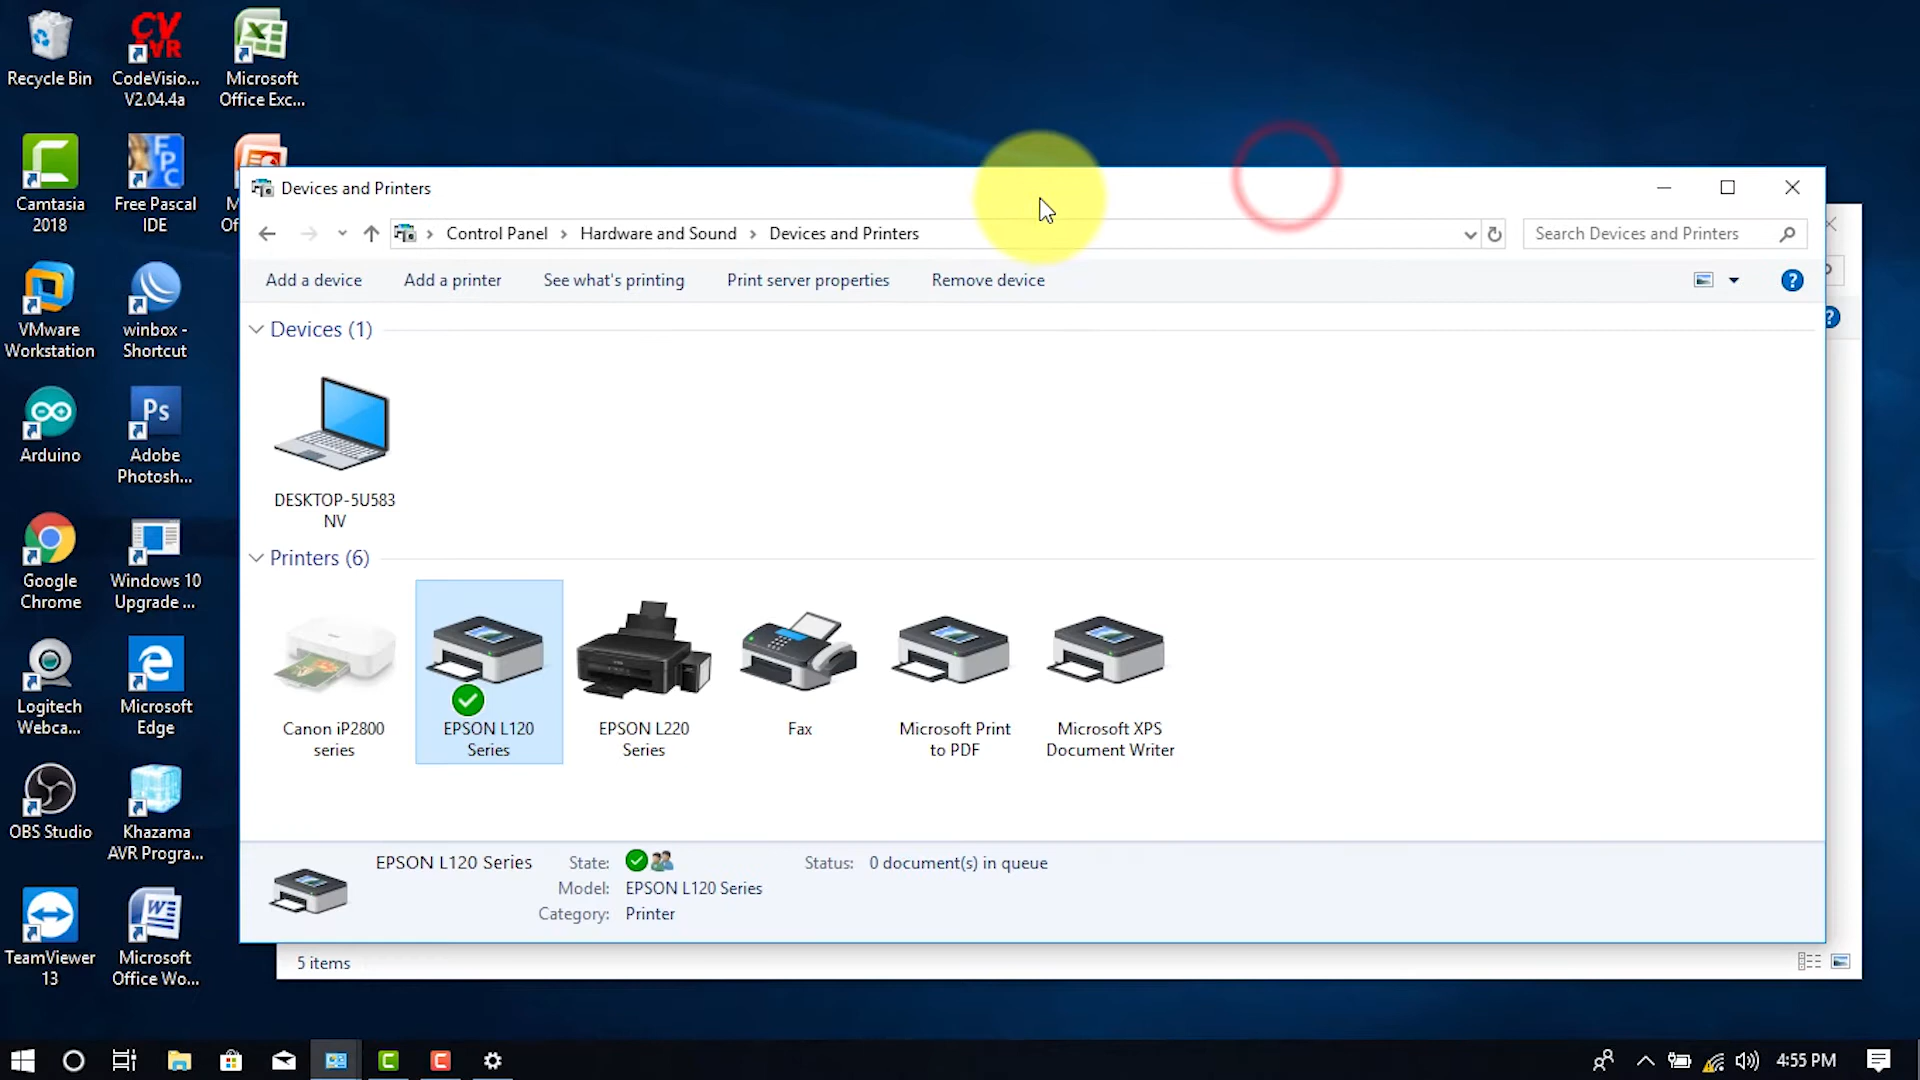 Recycle Bin
CodeVisio...
V2.04.4a
Microsoft
Office Exc...
Camtasia
2018
Free Pascal
IDE
VMware
Workstation
winbox -
Shortcut
Arduino
Adobe
Photosh...
Google
Chrome
Windows 10
Upgrade ...
Logitech
Webca...
Microsoft
Edge
OBS Studio
Khazama
AVR Progra...
TeamViewer
13
Microsoft
Office Wo...
Devices and Printers
Control Panel
Hardware and Sound
Devices and Printers
Search Devices and Printers
Add a device
Add a printer
See what's printing
Print server properties
Remove device
Devices (1)
DESKTOP-5U583
NV
Printers (6)
Canon iP2800
series
EPSON L120
Series
EPSON L220
Series
Fax
Microsoft Print
to PDF
Microsoft XPS
Document Writer
EPSON L120 Series
State:
Status: 0 document(s) in queue
Model: EPSON L120 Series
Category: Printer
5 items
4:55 PM